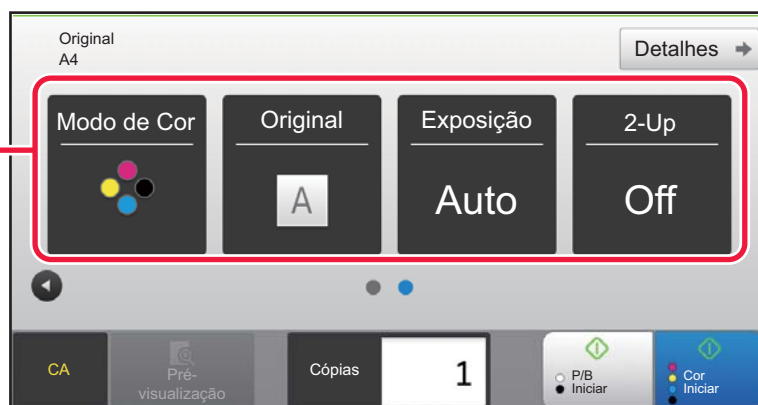 Original
A4
Detalhes
Modo de Cor
Original
Exposição
2-Up
A
Auto
Off
CA
Pré-
visualização
Cópias
1
P/B
Iniciar
Cor
Iniciar